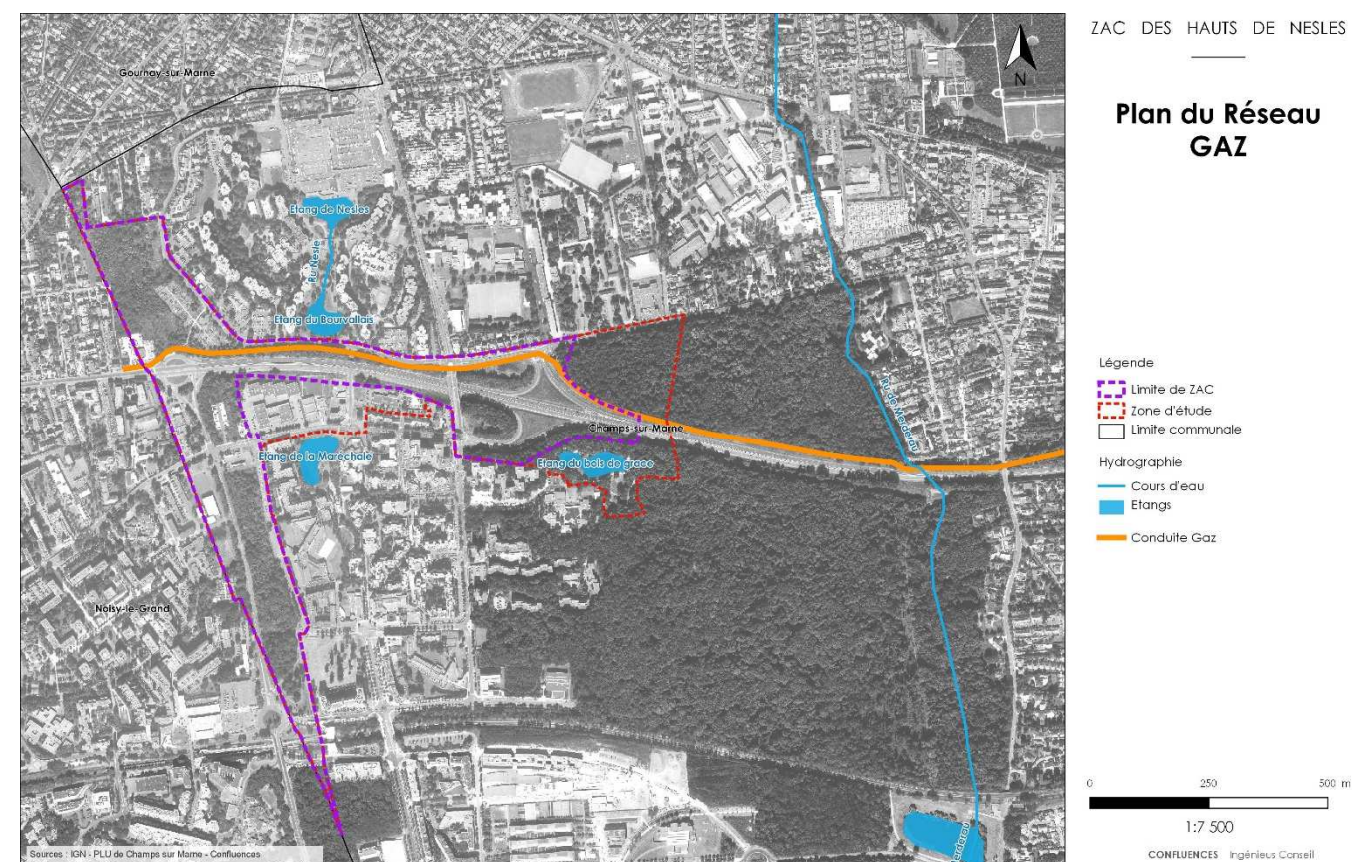 ZAC DES HAUTS DE NESLES
Plan du Réseau
GAZ
N
Gournay-sur-Marne
Etang de Nesles
Ru Nesle
Etang du Bourvallais
Champs-sur-Marne
Etang de la Maréchale
Etang du bois de grace
Ru de Merderau
Noisy-le-Grand
Légende
Limite de ZAC
Zone d'étude
Limite communale
Hydrographie
Cours d'eau
Etangs
Conduite Gaz
0 250 500 m
1:7 500
CONFLUENCES Ingénieus Conseil
Sources : IGN - PLU de Champs sur Marne - Confluences